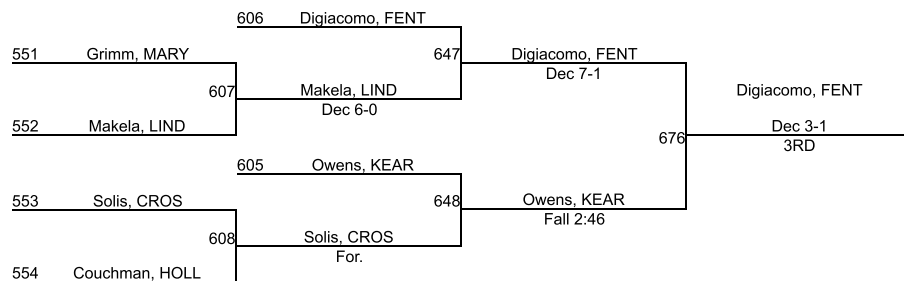 606 Digiacomo, FENT
551 Grimm, MARY
647 Digiacomo, FENT
Dec 7-1
607 Makela, LIND
Dec 6-0
Digiacomo, FENT
552 Makela, LIND
Dec 3-1
676
3RD
605 Owens, KEAR
553 Solis, CROS
648 Owens, KEAR
Fall 2:46
608 Solis, CROS
For.
554 Couchman, HOLL